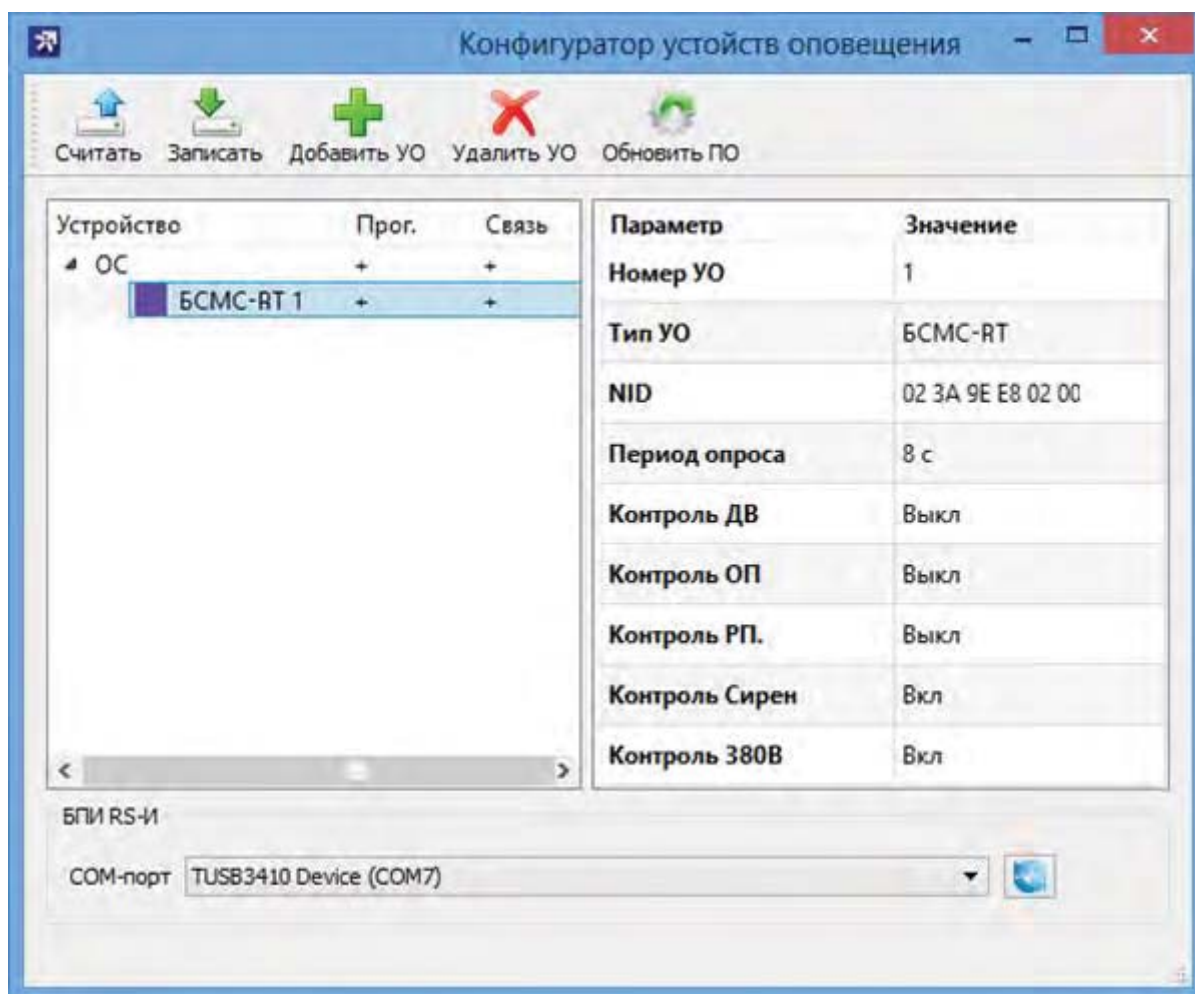 Конфигуратор устойств оповещения
Считать Записать Добавить УО Удалить УО Обновить ПО
Устройство Прог. Связь
ОС + +
БСМС-RT 1 + +
Параметр Значение
Номер УО 1
Тип УО БСМС-RT
NID 02 3A 9E E8 02 00
Период опроса 8 с
Контроль ДВ Выкл
Контроль ОП Выкл
Контроль РП. Выкл
Контроль Сирен Вкл
Контроль 380В Вкл
БПИ RS-И
COM-порт TUSB3410 Device (COM7)